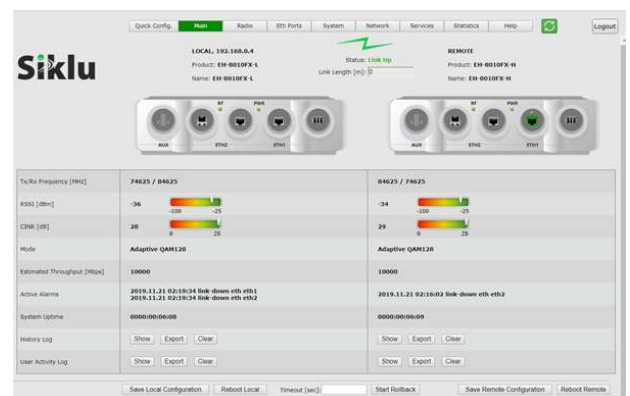 Quick Config. Main Radio Eth Ports System Network Services Statistics Help Logout
Siklu
LOCAL, 192.168.0.4
Product: EH-8010FX-L
Name: EH-8010FX-L
Status: Link Up
Link Length [m]: 0
REMOTE
Product: EH-8010FX-H
Name: EH-8010FX-H
RF PWR
AUX ETH2 ETH1
RF PWR
AUX ETH2 ETH1
Tx/Rx Frequency [MHz] 74625 / 84625 84625 / 74625
RSSI [dBm] -36 -100 -25 -34 -100 -25
CINR [dB] 28 0 25 29 0 25
Mode Adaptive QAM128 Adaptive QAM128
Estimated Throughput [Mbps] 10000 10000
Active Alarms 2019.11.21 02:19:34 link-down eth eth1 2019.11.21 02:16:02 link-down eth eth2
2019.11.21 02:19:34 link-down eth eth2
System Uptime 0000:00:06:08 0000:00:06:09
History Log Show Export Clear Show Export Clear
User Activity Log Show Export Clear Show Export Clear
Save Local Configuration Reboot Local Timeout [sec]: Start Rollback Save Remote Configuration Reboot Remote